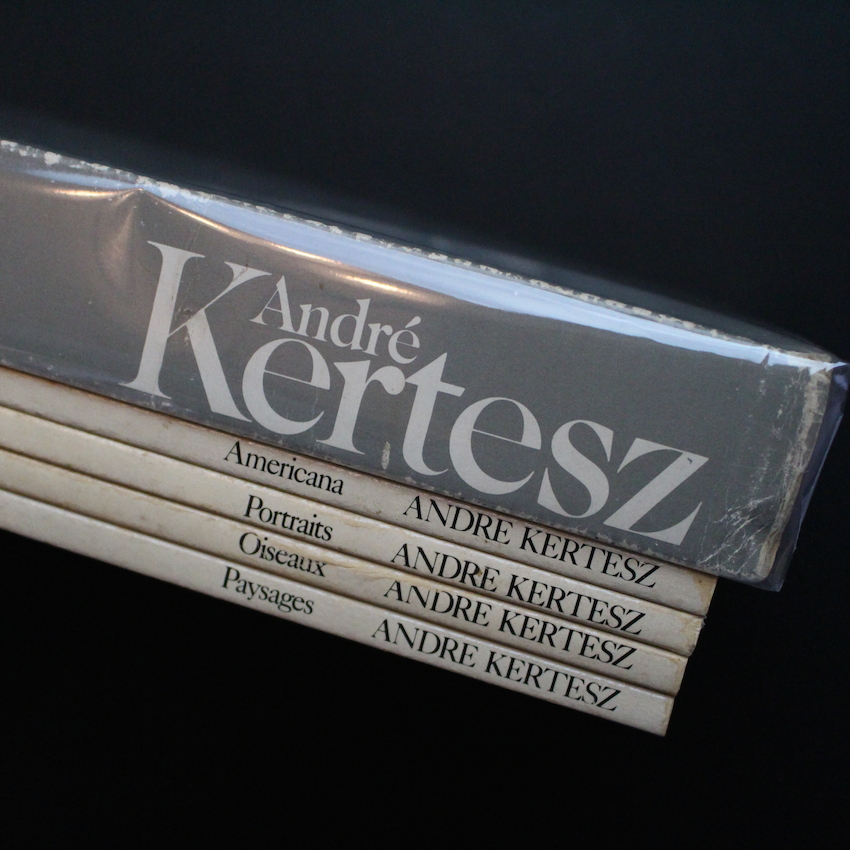 André
Kertesz
Americana ANDRE KERTESZ
Portraits ANDRE KERTESZ
Oiseaux ANDRE KERTESZ
Paysages ANDRE KERTESZ